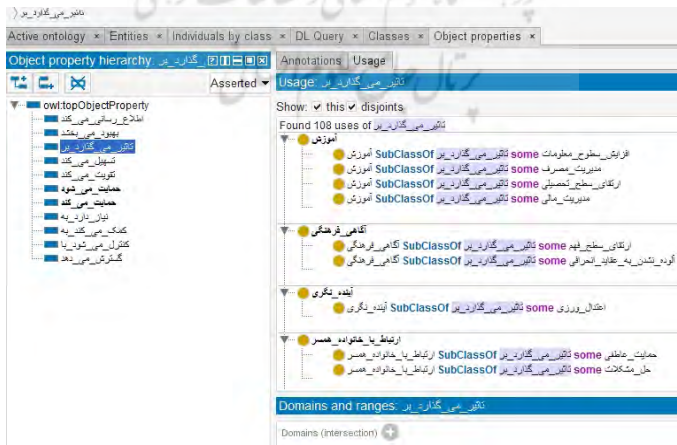 تاثیر_می_گذارد_بر
Active ontology × Entities × Individuals by class × DL Query × Classes × Object properties ×
Object property hierarchy: تاثیر_می_گذارد_بر
Asserted
owl:topObjectProperty
اطلاع_رسانی_می_کند
بهبود_می_بخشد
تاثیر_می_گذارد_بر
تسهیل_می_کند
تقویت_می_کند
حمایت_می_شود
حمایت_می_کند
نیاز_دارد_به
کمک_می_کند_به
کنترل_می_شود_با
گسترش_می_دهد
Annotations Usage
Usage: تاثیر_می_گذارد_بر
Show: this disjoints
Found 108 uses of تاثیر_می_گذارد_بر
آموزش
آموزش SubClassOf تاثیر_می_گذارد_بر some افزایش_سطوح_معلومات
آموزش SubClassOf تاثیر_می_گذارد_بر some مدیریت_مصرف
آموزش SubClassOf تاثیر_می_گذارد_بر some ارتقای_سطح_تحصیلی
آموزش SubClassOf تاثیر_می_گذارد_بر some مدیریت_مالی
آگاهی_فرهنگی
آگاهی_فرهنگی SubClassOf تاثیر_می_گذارد_بر some ارتقای_سطح_فهم
آگاهی_فرهنگی SubClassOf تاثیر_می_گذارد_بر some آلوده_نشدن_به_عقاید_انحرافی
آینده_نگری
آینده_نگری SubClassOf تاثیر_می_گذارد_بر some اعتدال_ورزی
ارتباط_با_خانواده_همسر
ارتباط_با_خانواده_همسر SubClassOf تاثیر_می_گذارد_بر some حمایت_عاطفی
ارتباط_با_خانواده_همسر SubClassOf تاثیر_می_گذارد_بر some حل_مشکلات
Domains and ranges: تاثیر_می_گذارد_بر
Domains (intersection)